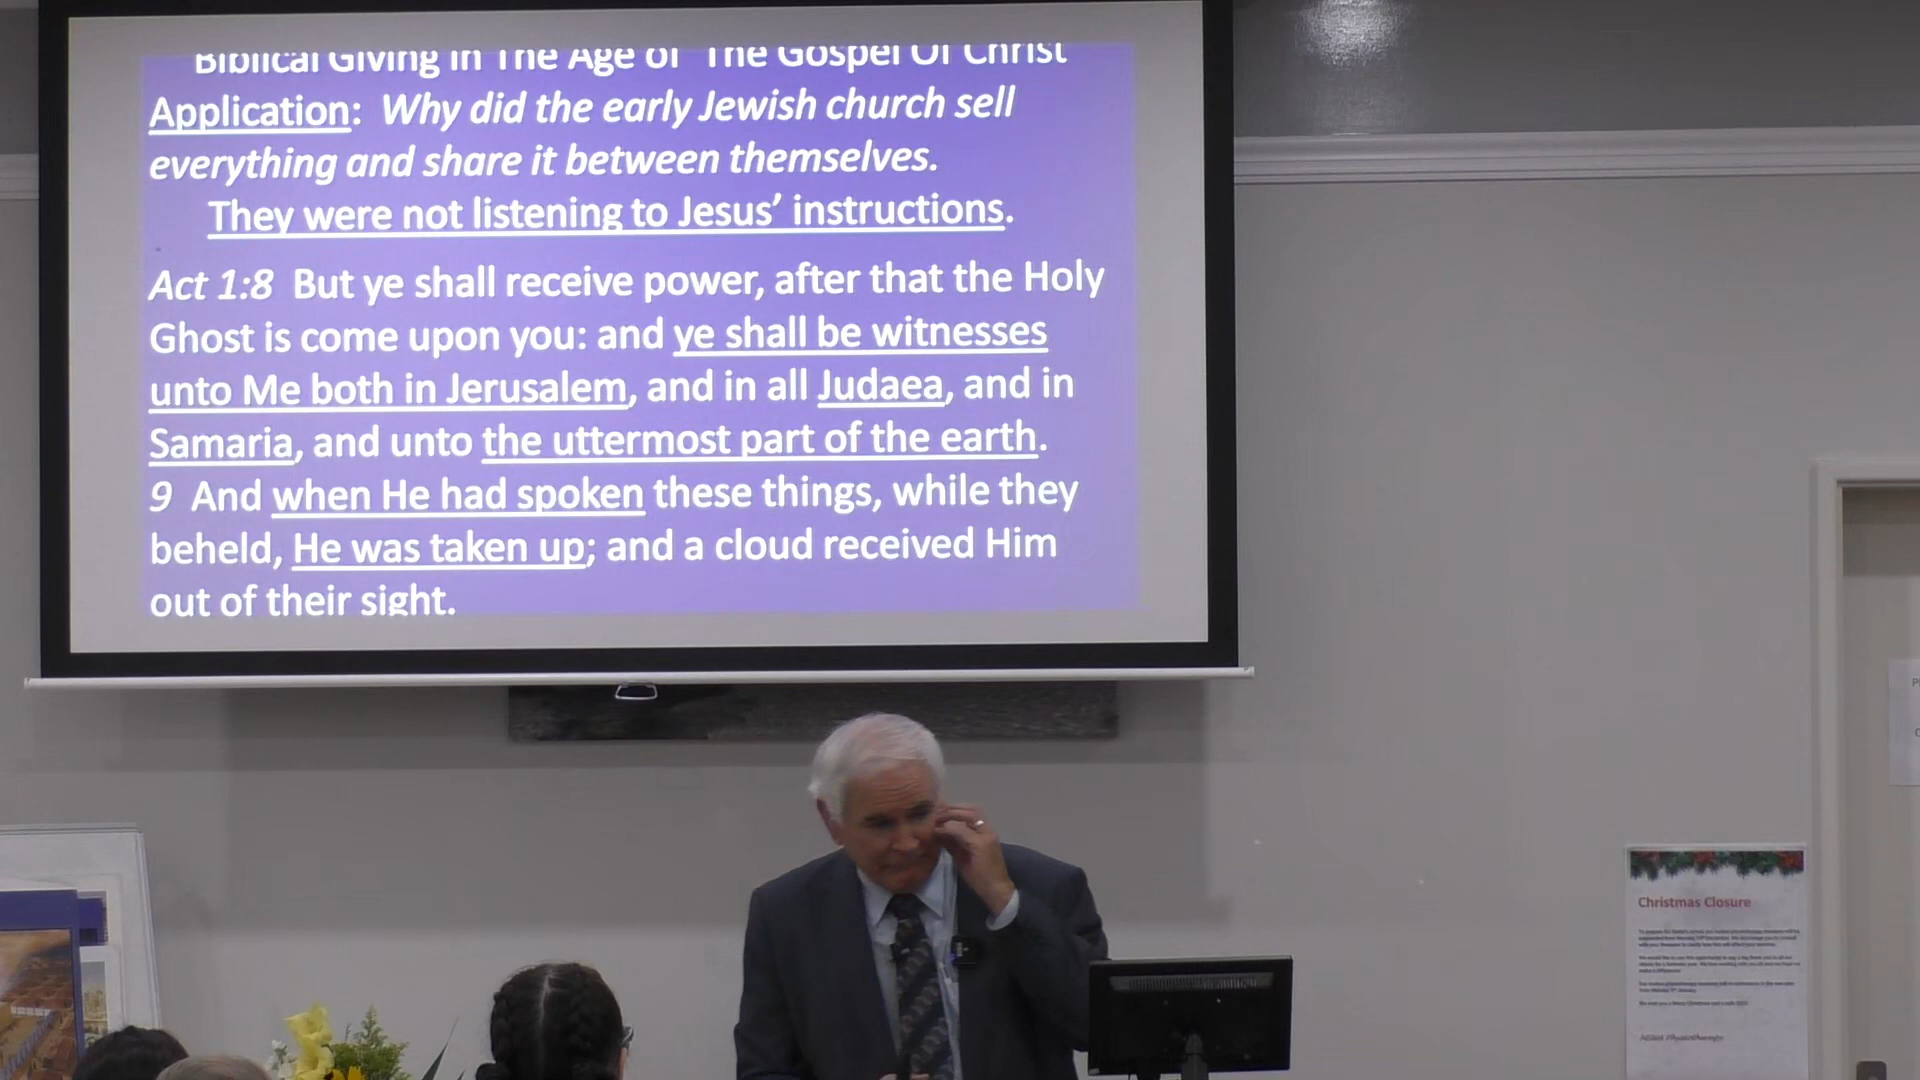 Biblical Giving In The Age of The Gospel Of Christ
Application: Why did the early Jewish church sell
everything and share it between themselves.
They were not listening to Jesus’ instructions.
Act 1:8 But ye shall receive power, after that the Holy
Ghost is come upon you: and ye shall be witnesses
unto Me both in Jerusalem, and in all Judaea, and in
Samaria, and unto the uttermost part of the earth.
9 And when He had spoken these things, while they
beheld, He was taken up; and a cloud received Him
out of their sight.
Christmas Closure